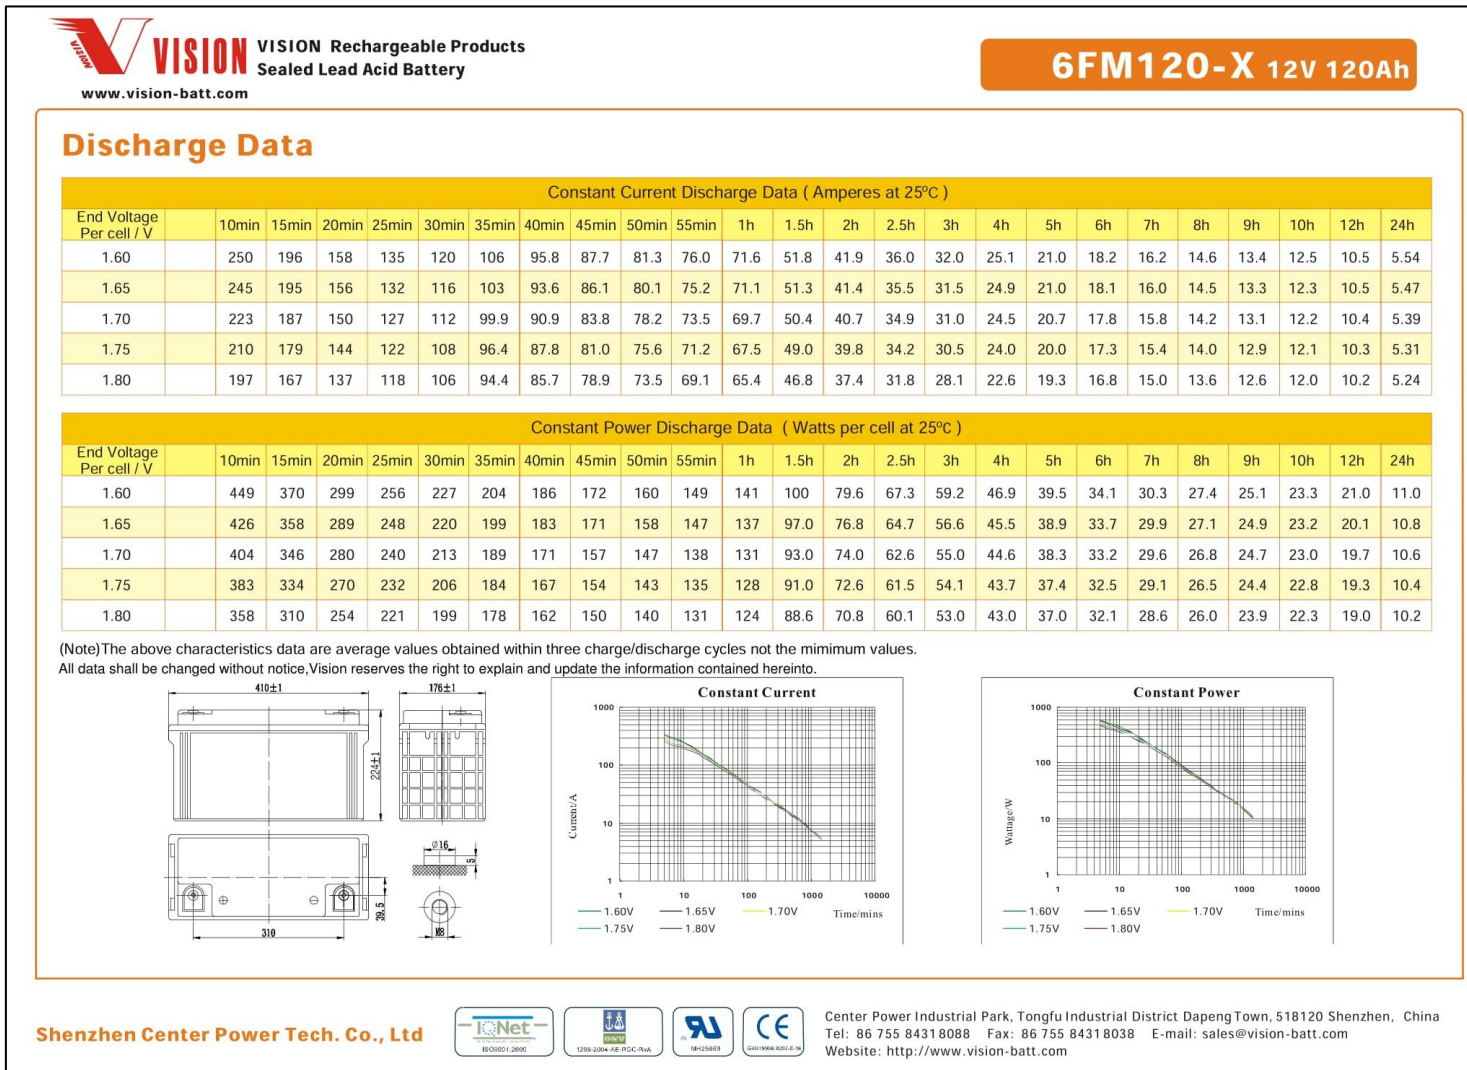 VISION
VISION
VISION Rechargeable Products
Sealed Lead Acid Battery
www.vision-batt.com
6FM120-X 12V 120Ah
Discharge Data
Constant Current Discharge Data ( Amperes at 25ºC )
End Voltage Per cell / V 10min 15min 20min 25min 30min 35min 40min 45min 50min 55min 1h 1.5h 2h 2.5h 3h 4h 5h 6h 7h 8h 9h 10h 12h 24h
1.60 250 196 158 135 120 106 95.8 87.7 81.3 76.0 71.6 51.8 41.9 36.0 32.0 25.1 21.0 18.2 16.2 14.6 13.4 12.5 10.5 5.54
1.65 245 195 156 132 116 103 93.6 86.1 80.1 75.2 71.1 51.3 41.4 35.5 31.5 24.9 21.0 18.1 16.0 14.5 13.3 12.3 10.5 5.47
1.70 223 187 150 127 112 99.9 90.9 83.8 78.2 73.5 69.7 50.4 40.7 34.9 31.0 24.5 20.7 17.8 15.8 14.2 13.1 12.2 10.4 5.39
1.75 210 179 144 122 108 96.4 87.8 81.0 75.6 71.2 67.5 49.0 39.8 34.2 30.5 24.0 20.0 17.3 15.4 14.0 12.9 12.1 10.3 5.31
1.80 197 167 137 118 106 94.4 85.7 78.9 73.5 69.1 65.4 46.8 37.4 31.8 28.1 22.6 19.3 16.8 15.0 13.6 12.6 12.0 10.2 5.24
Constant Power Discharge Data ( Watts per cell at 25ºC )
End Voltage Per cell / V 10min 15min 20min 25min 30min 35min 40min 45min 50min 55min 1h 1.5h 2h 2.5h 3h 4h 5h 6h 7h 8h 9h 10h 12h 24h
1.60 449 370 299 256 227 204 186 172 160 149 141 100 79.6 67.3 59.2 46.9 39.5 34.1 30.3 27.4 25.1 23.3 21.0 11.0
1.65 426 358 289 248 220 199 183 171 158 147 137 97.0 76.8 64.7 56.6 45.5 38.9 33.7 29.9 27.1 24.9 23.2 20.1 10.8
1.70 404 346 280 240 213 189 171 157 147 138 131 93.0 74.0 62.6 55.0 44.6 38.3 33.2 29.6 26.8 24.7 23.0 19.7 10.6
1.75 383 334 270 232 206 184 167 154 143 135 128 91.0 72.6 61.5 54.1 43.7 37.4 32.5 29.1 26.5 24.4 22.8 19.3 10.4
1.80 358 310 254 221 199 178 162 150 140 131 124 88.6 70.8 60.1 53.0 43.0 37.0 32.1 28.6 26.0 23.9 22.3 19.0 10.2
(Note)The above characteristics data are average values obtained within three charge/discharge cycles not the mimimum values.
All data shall be changed without notice,Vision reserves the right to explain and update the information contained hereinto.
410±1
176±1
224±1
Ø16
5
39.5
310
M8
Constant Current
1000
100
10
1
Current/A
1 10 100 1000 10000
Time/mins
1.60V 1.65V 1.70V
1.75V 1.80V
Constant Power
1000
100
10
1
Wattage/W
1 10 100 1000 10000
Time/mins
1.60V 1.65V 1.70V
1.75V 1.80V
Shenzhen Center Power Tech. Co., Ltd
IQNet
ISO9001:2000
DNV
1298-2004-AE-RGC-RvA
MH25860
CE
Center Power Industrial Park, Tongfu Industrial District Dapeng Town, 518120 Shenzhen, China
Tel: 86 755 84318088 Fax: 86 755 84318038 E-mail: sales@vision-batt.com
Website: http://www.vision-batt.com